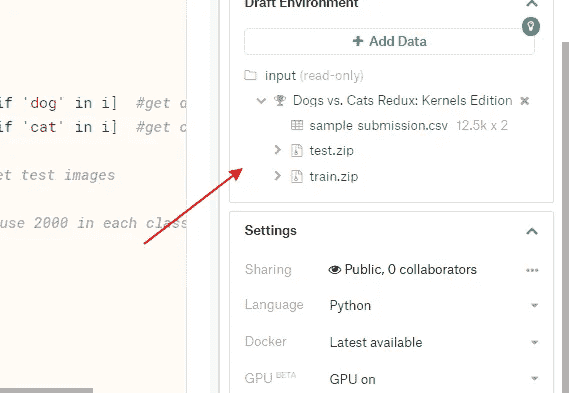 Draft Environment
+ Add Data
input (read-only)
Dogs vs. Cats Redux: Kernels Edition ×
sample submission.csv 12.5k x 2
test.zip
train.zip
if 'dog' in i] #get d
if 'cat' in i] #get c
et test images
use 2000 in each class
Settings
Sharing Public, 0 collaborators
Language Python
Docker Latest available
GPU BETA GPU on